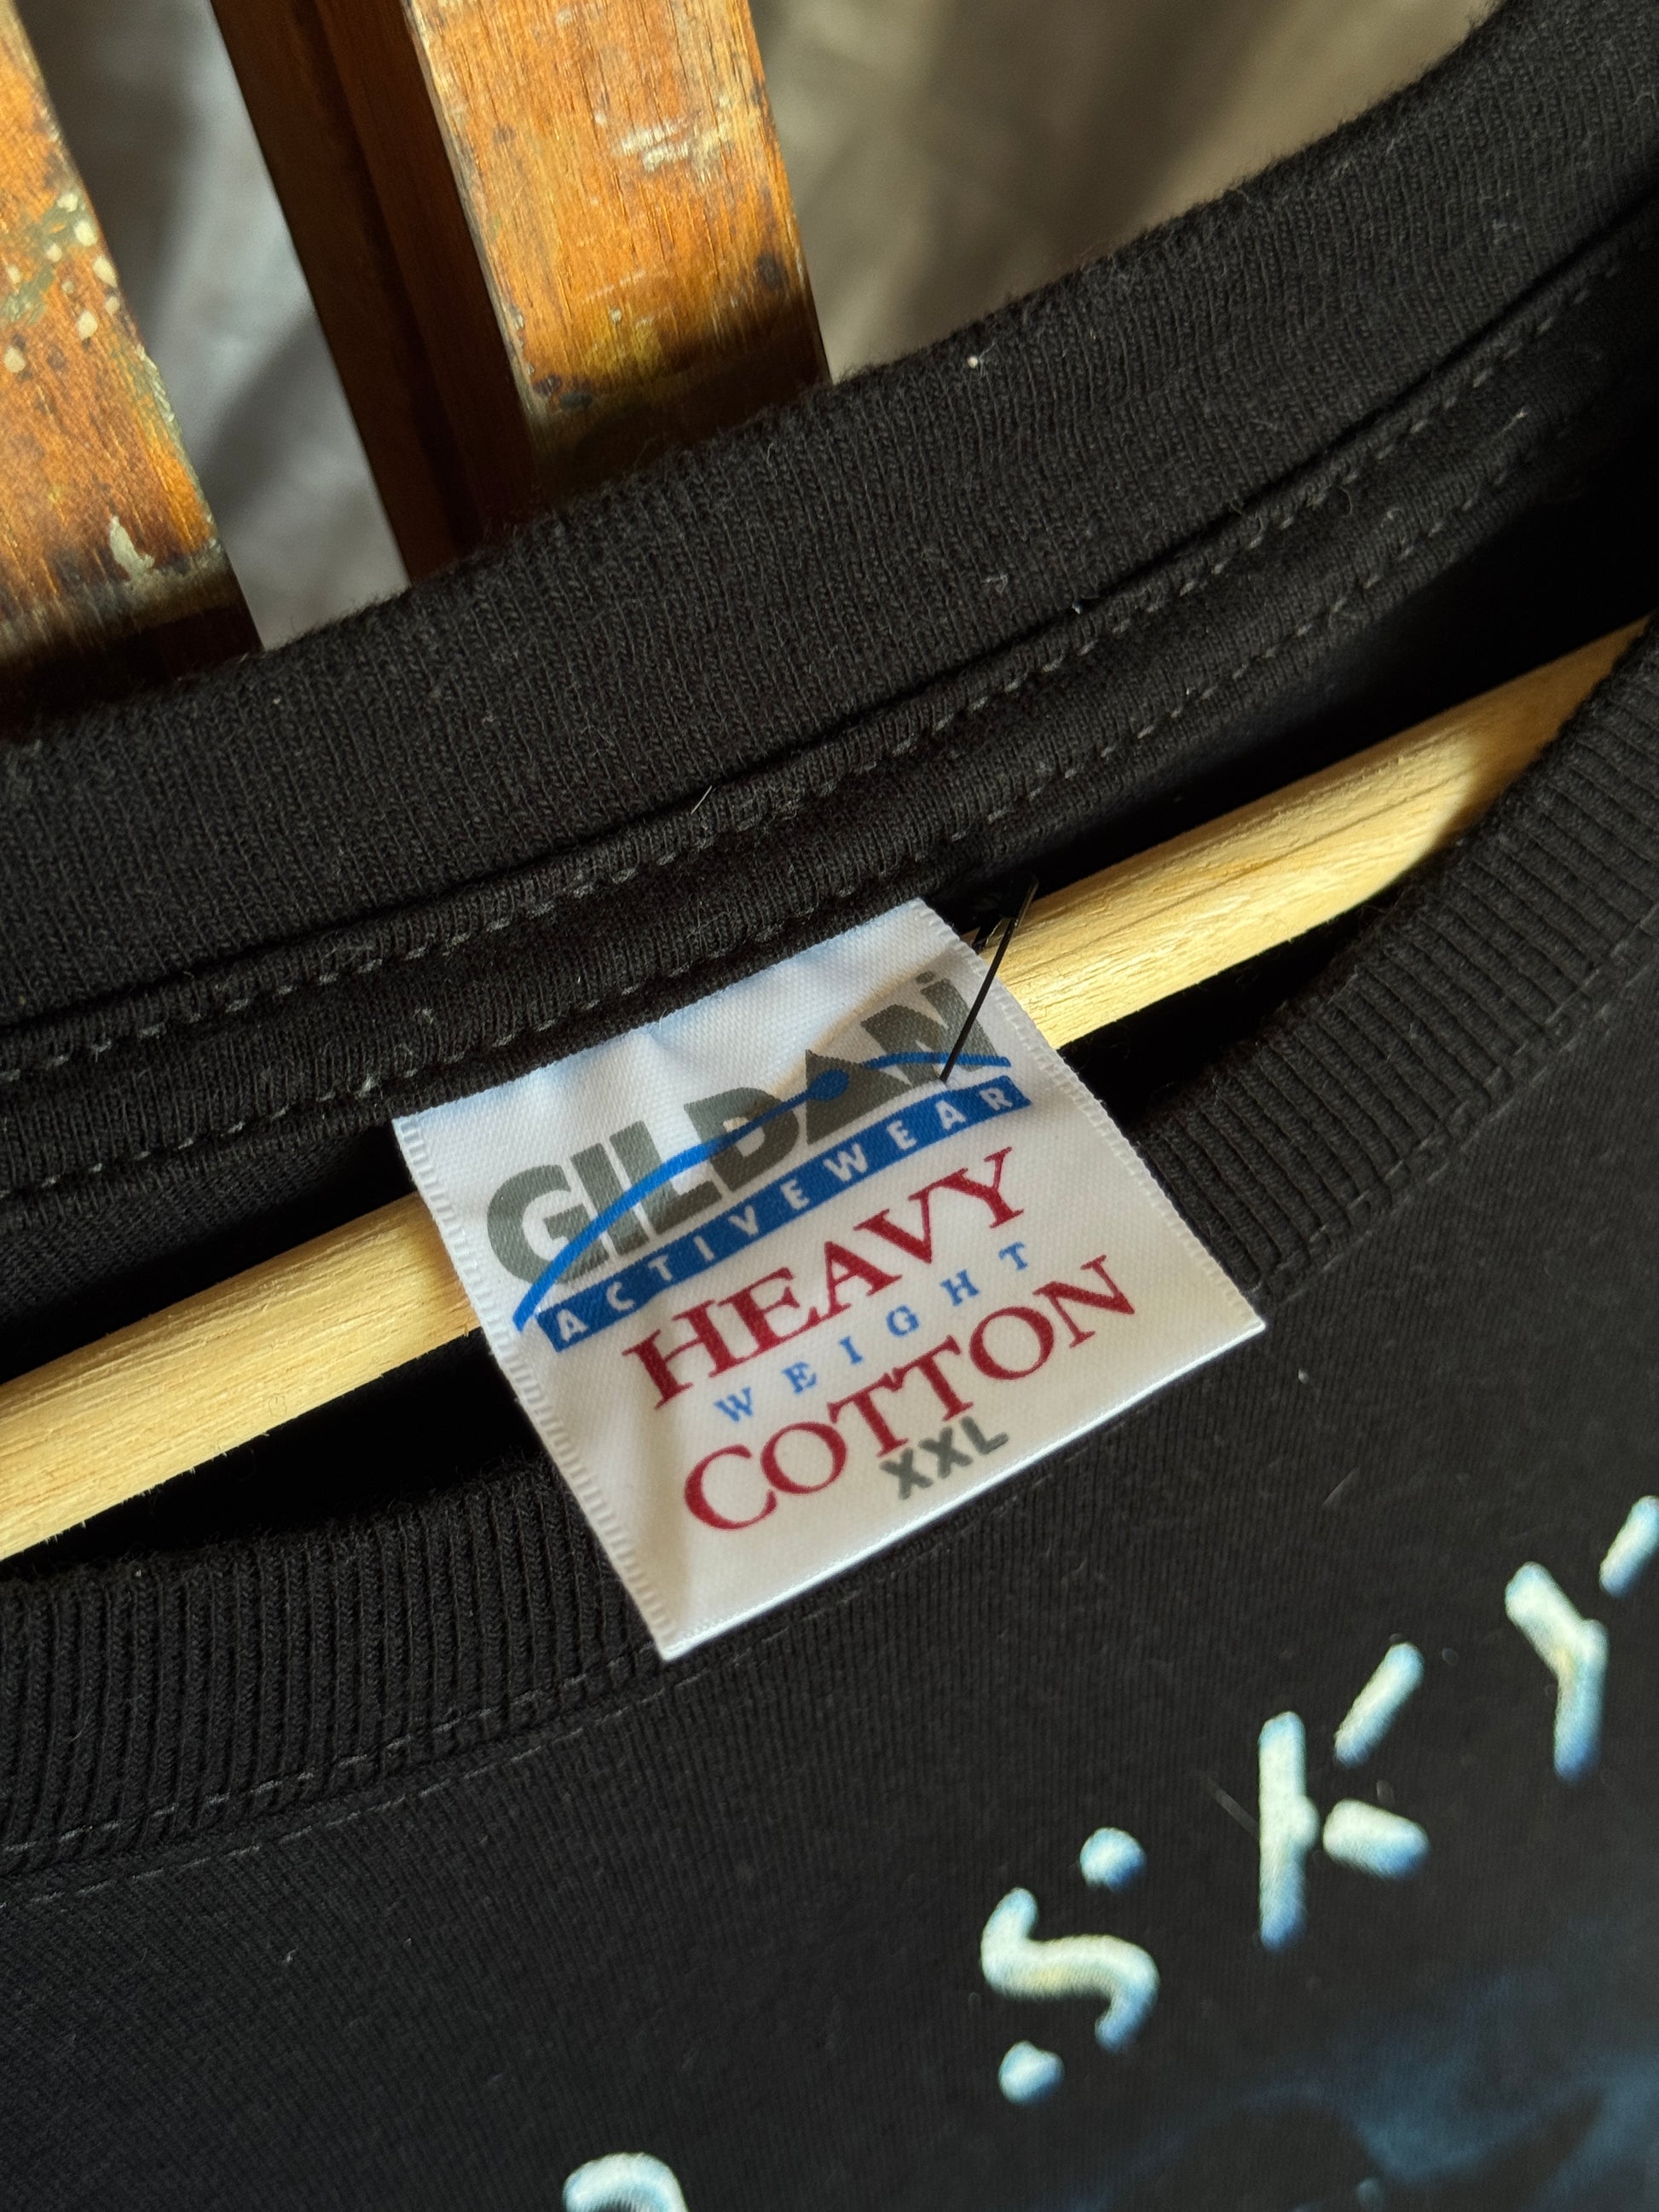 GILDAN
ACTIVEWEAR
HEAVY
WEIGHT
COTTON
XXL
SKY